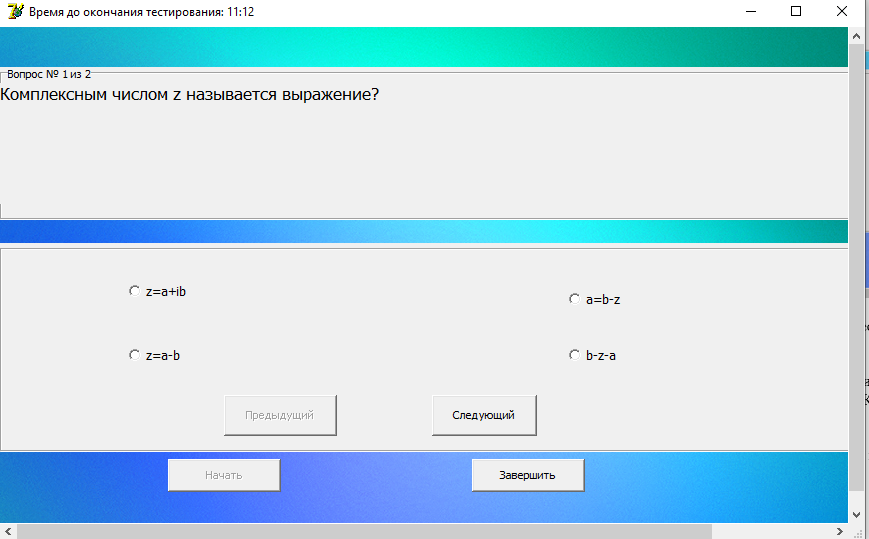 Время до окончания тестирования: 11:12
Вопрос № 1 из 2
Комплексным числом z называется выражение?
z=a+ib
a=b-z
z=a-b
b-z-a
Предыдущий
Следующий
Начать
Завершить